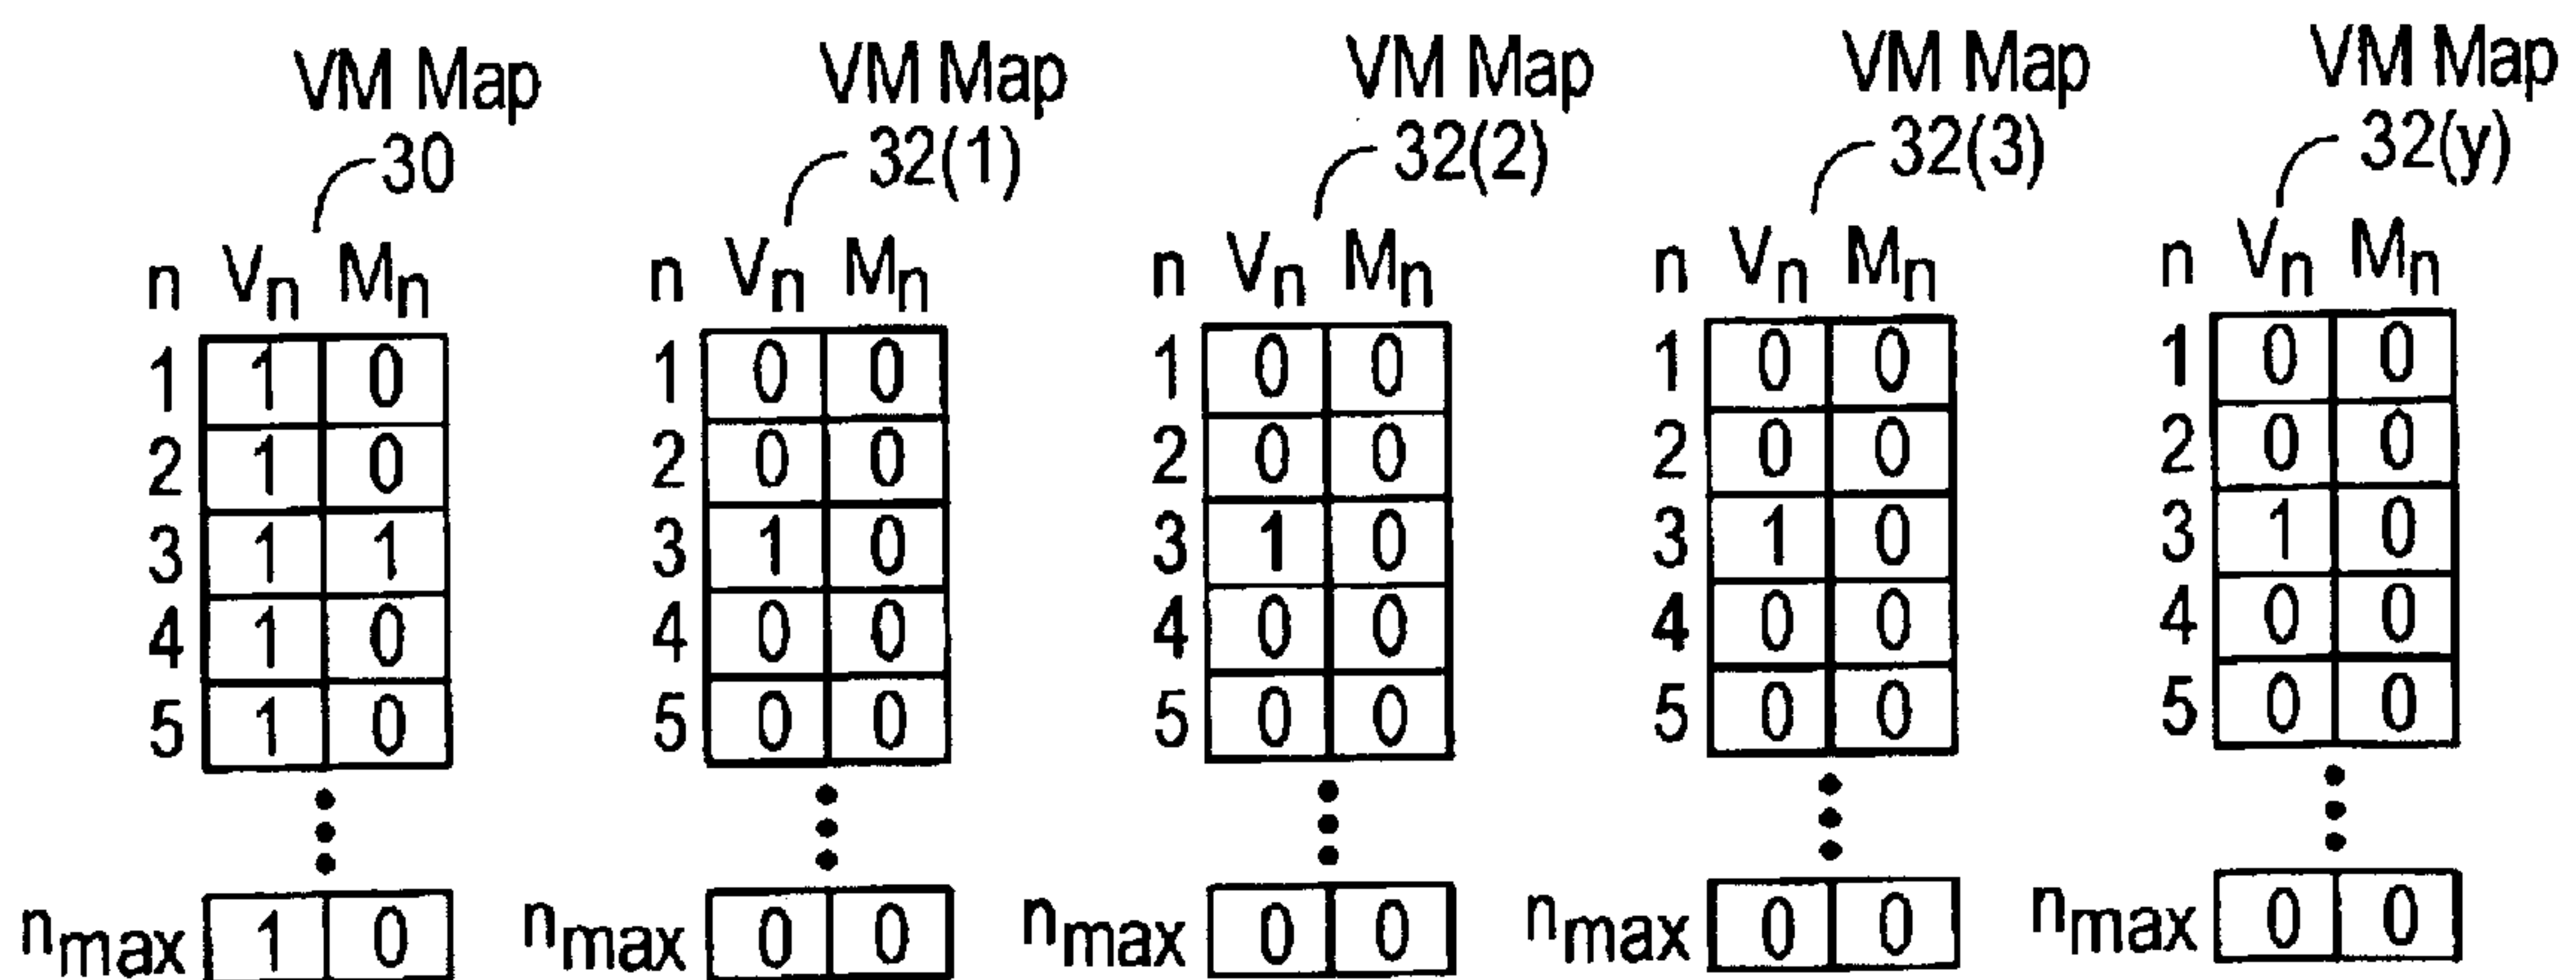 VM Map VM Map VM Map VM Map VM Map
30 32(1) 32(2) 32(3) 32(y)
n Vn Mn n Vn Mn n Vn Mn n Vn Mn n Vn Mn
1 1 0 1 0 0 1 0 0 1 0 0 1 0 0
2 1 0 2 0 0 2 0 0 2 0 0 2 0 0
3 1 1 3 1 0 3 1 0 3 1 0 3 1 0
4 1 0 4 0 0 4 0 0 4 0 0 4 0 0
5 1 0 5 0 0 5 0 0 5 0 0 5 0 0
nmax 1 0 nmax 0 0 nmax 0 0 nmax 0 0 nmax 0 0